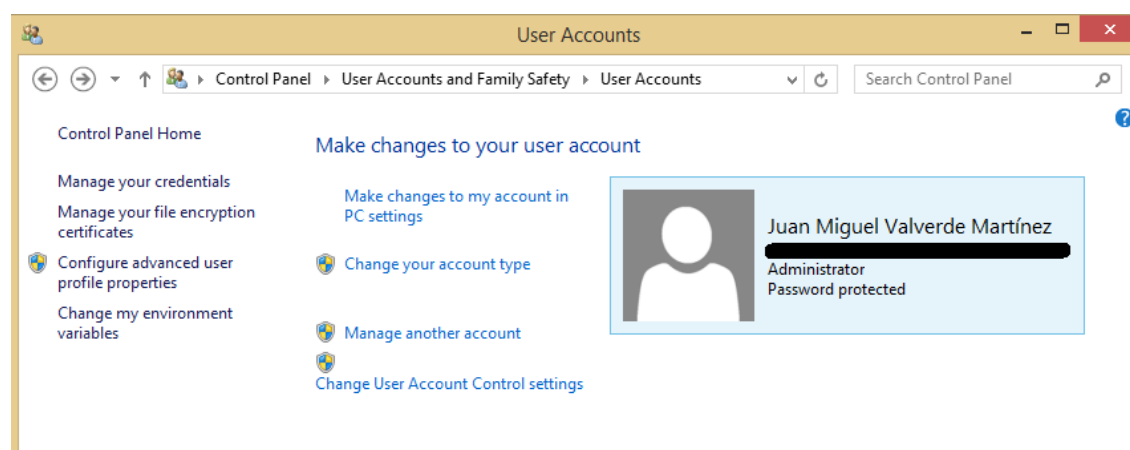 User Accounts
Control Panel User Accounts and Family Safety User Accounts
Search Control Panel
?
Control Panel Home
Manage your credentials
Manage your file encryption
certificates
Configure advanced user
profile properties
Change my environment
variables
Make changes to your user account
Make changes to my account in
PC settings
Change your account type
Manage another account
Change User Account Control settings
Juan Miguel Valverde Martínez
Administrator
Password protected